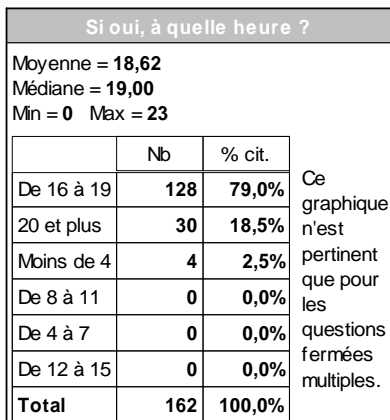 Si oui, à quelle heure ?
Moyenne = 18,62
Médiane = 19,00
Min = 0 Max = 23
Nb % cit.
De 16 à 19 128 79,0%
20 et plus 30 18,5%
Moins de 4 4 2,5%
De 8 à 11 0 0,0%
De 4 à 7 0 0,0%
De 12 à 15 0 0,0%
Total 162 100,0%
Ce
graphique
n'est
pertinent
que pour
les
questions
fermées
multiples.